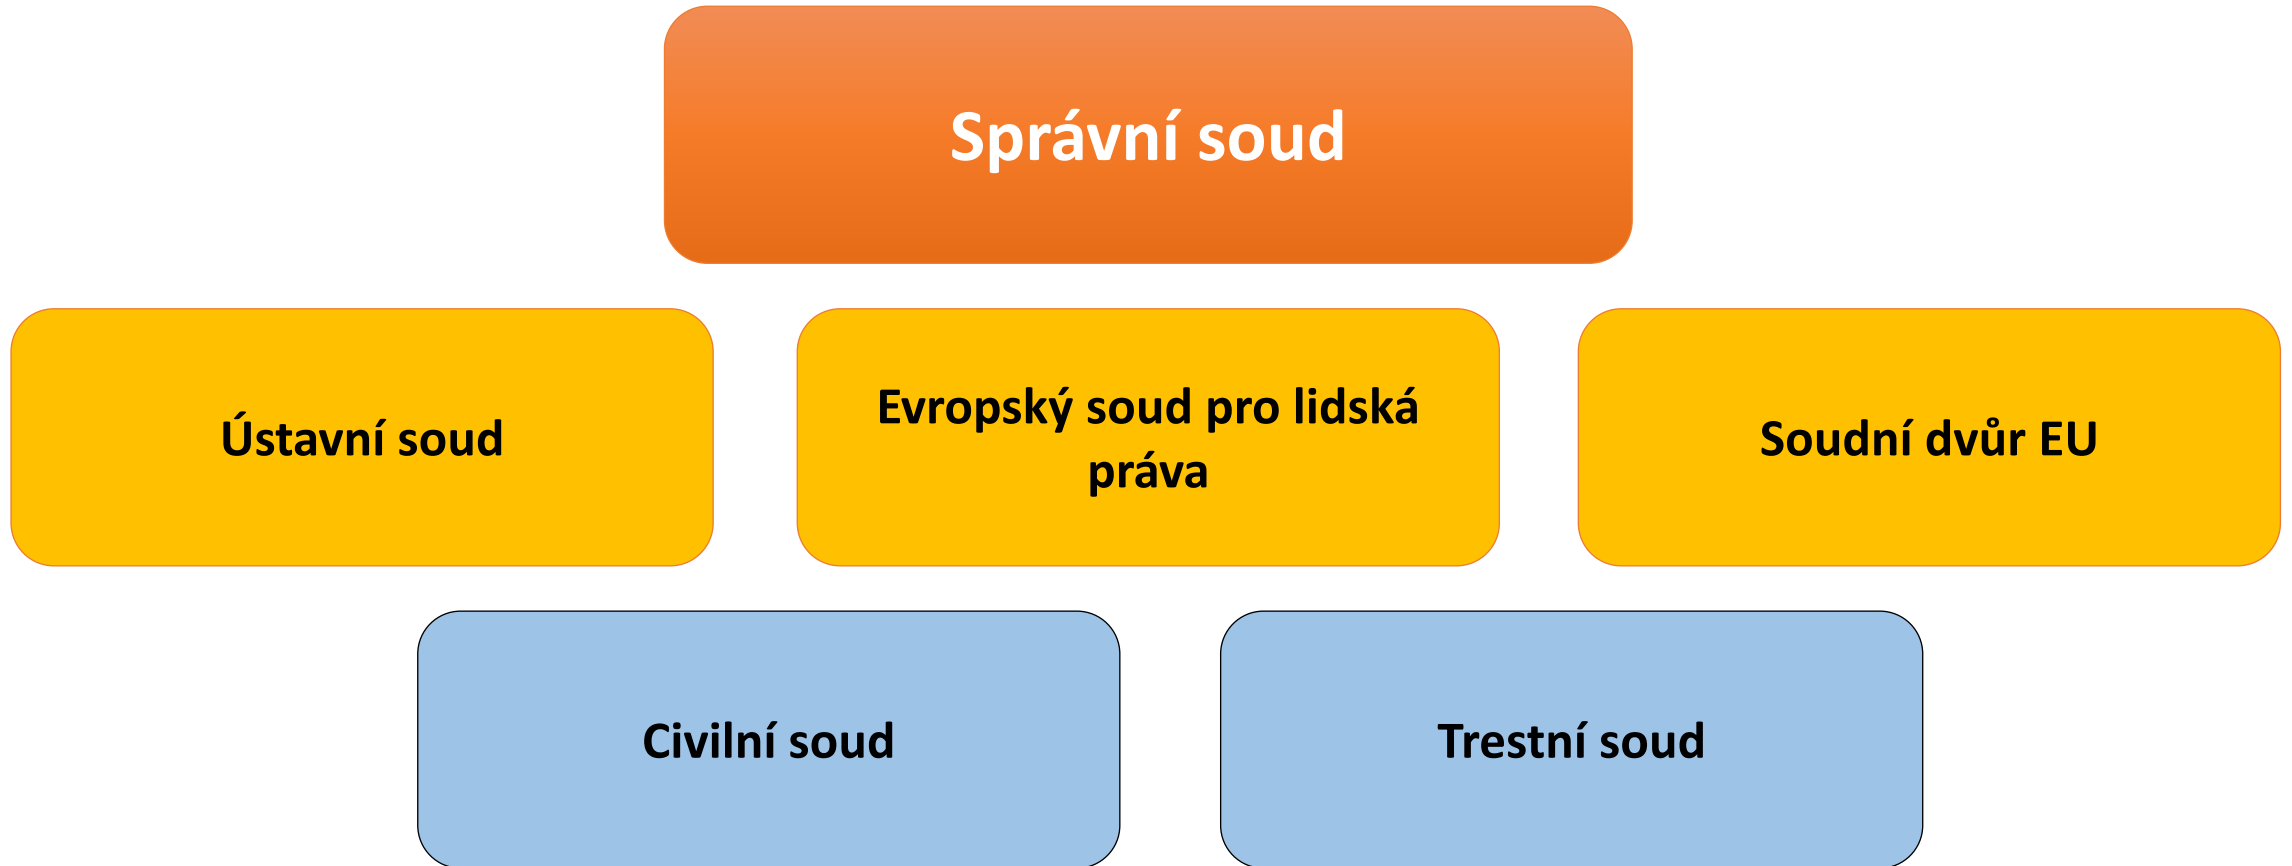 Správní soud
Ústavní soud
Evropský soud pro lidská
práva
Soudní dvůr EU
Civilní soud
Trestní soud